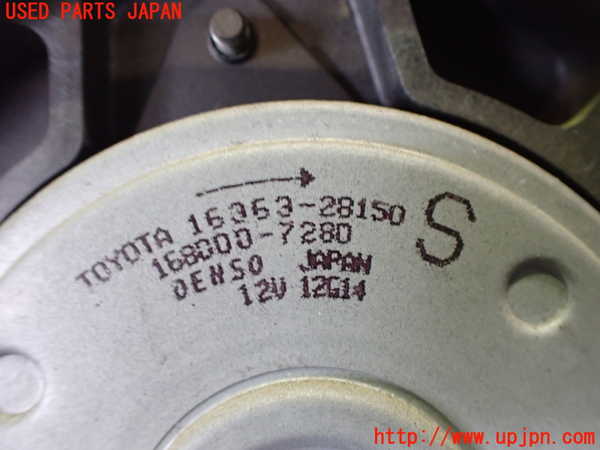 USED PARTS JAPAN
TOYOTA 16363-28150 S
168000-7280
DENSO JAPAN
12V 12G14
http://www.upjpn.com/